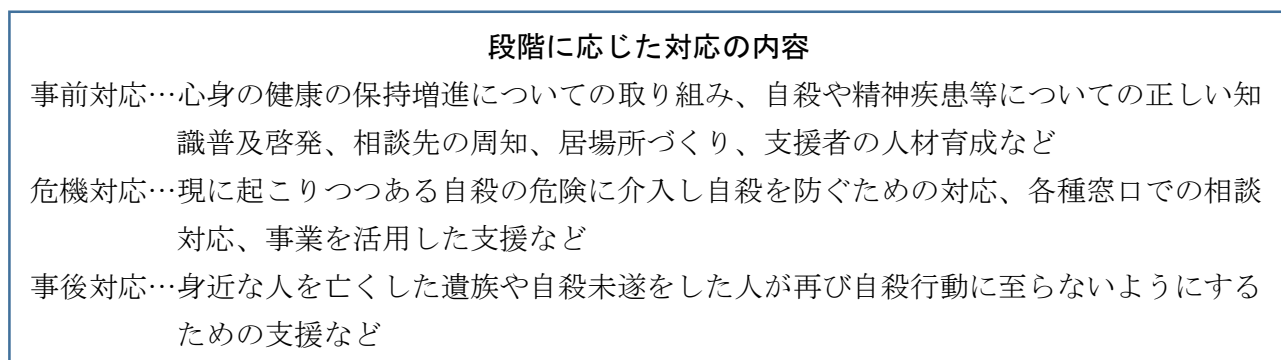 段階に応じた対応の内容
事前対応…心身の健康の保持増進についての取り組み、自殺や精神疾患等についての正しい知
識普及啓発、相談先の周知、居場所づくり、支援者の人材育成など
危機対応…現に起こりつつある自殺の危険に介入し自殺を防ぐための対応、各種窓口での相談
対応、事業を活用した支援など
事後対応…身近な人を亡くした遺族や自殺未遂をした人が再び自殺行動に至らないようにする
ための支援など